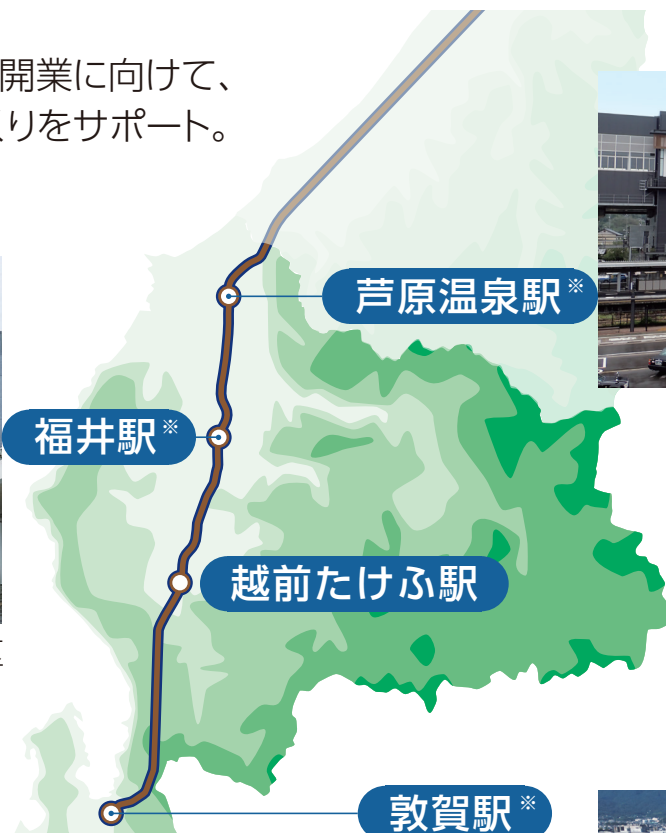 開業に向けて、
りをサポート。
芦原温泉駅※
福井駅※
越前たけふ駅
敦賀駅※